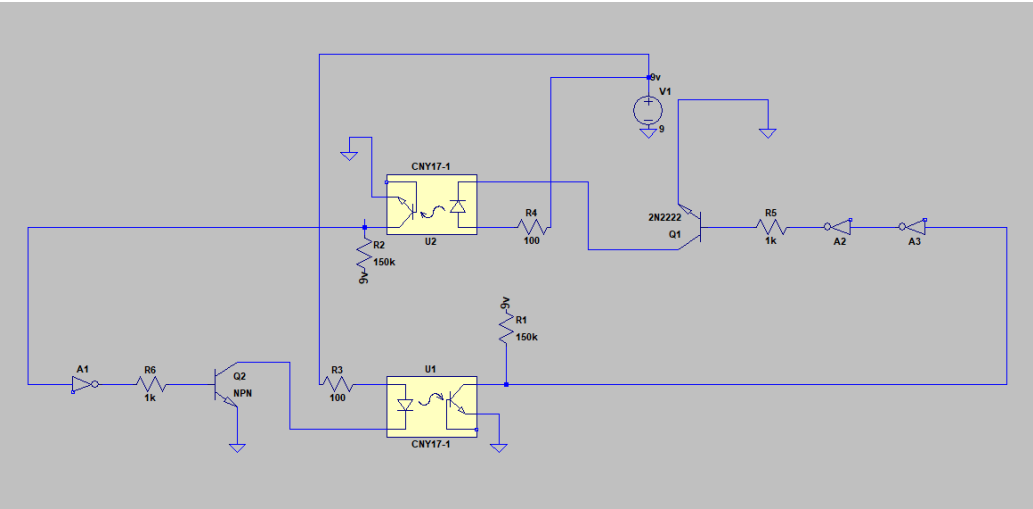 9v
V1
9
CNY17-1
U2
R4
100
2N2222
Q1
R5
1k
A2
A3
R2
150k
9v
9v
R1
150k
A1
R6
1k
Q2
NPN
R3
100
U1
CNY17-1